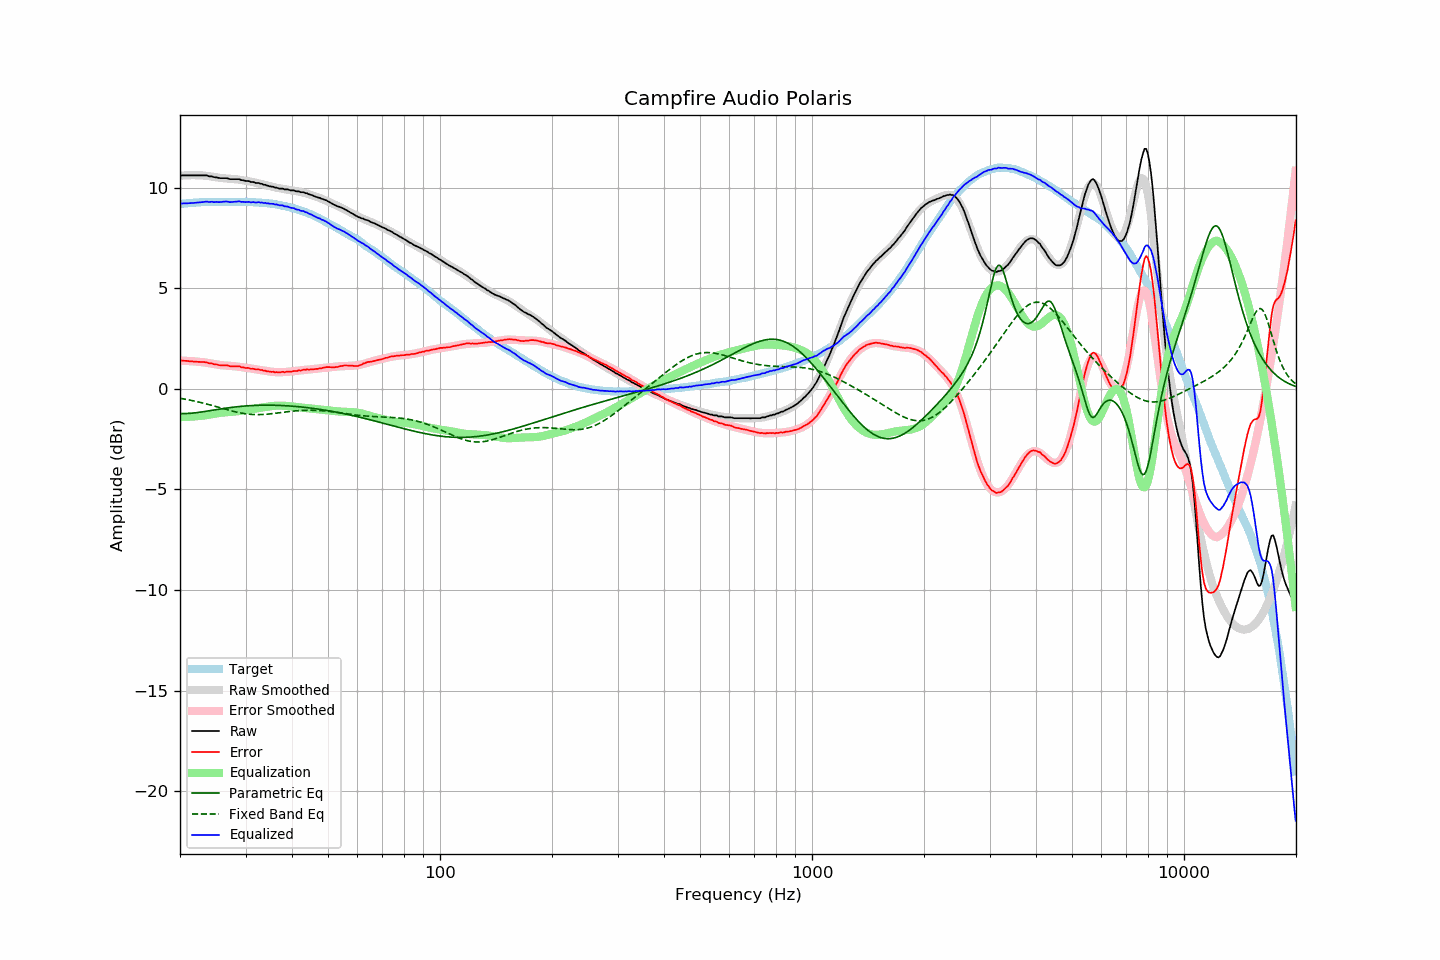 Campfire Audio Polaris
Amplitude (dBr)
10
5
0
−5
−10
−15
−20
Target
Raw Smoothed
Error Smoothed
Raw
Error
Equalization
Parametric Eq
Fixed Band Eq
Equalized
100
1000
10000
Frequency (Hz)